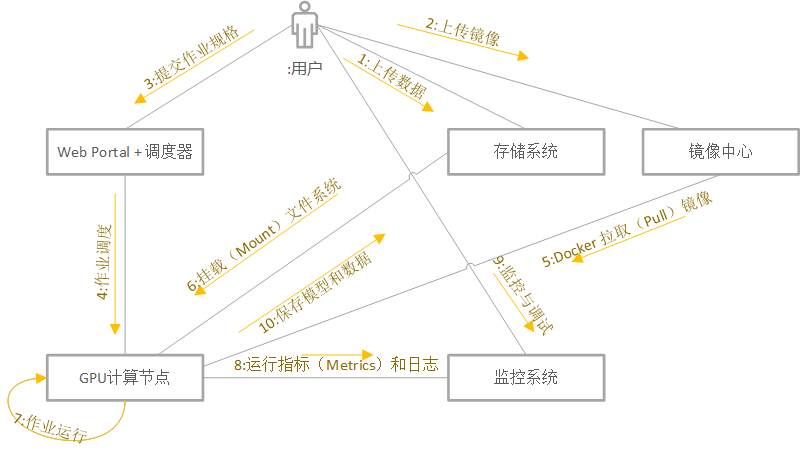 2:上传镜像
3:提交作业规格
:用户
1:上传数据
Web Portal + 调度器
存储系统
镜像中心
4:作业调度
6:挂载（Mount）文件系统
10:保存模型和数据
5:Docker 拉取（Pull）镜像
9:监控与调试
8:运行指标（Metrics）和日志
GPU计算节点
监控系统
7:作业运行